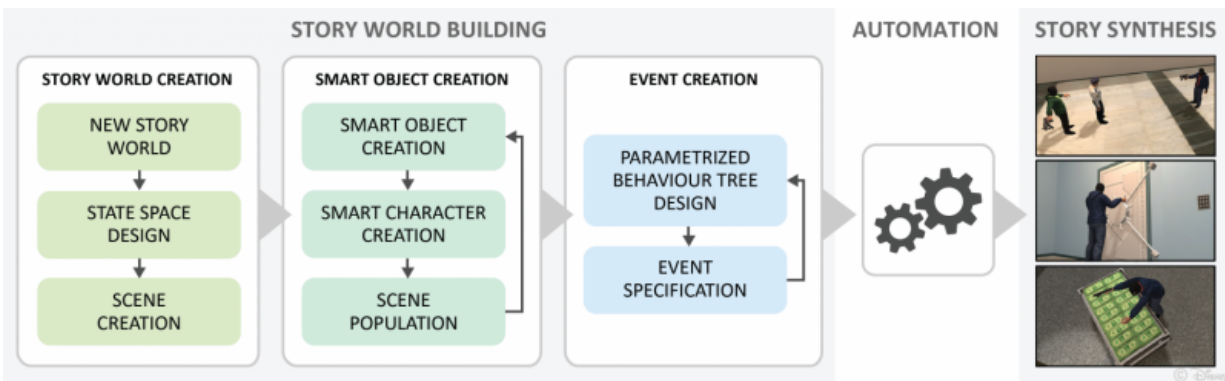 STORY WORLD BUILDING
AUTOMATION
STORY SYNTHESIS
STORY WORLD CREATION
NEW STORY
WORLD
STATE SPACE
DESIGN
SCENE
CREATION
SMART OBJECT CREATION
SMART OBJECT
CREATION
SMART CHARACTER
CREATION
SCENE
POPULATION
EVENT CREATION
PARAMETRIZED
BEHAVIOUR TREE
DESIGN
EVENT
SPECIFICATION
©